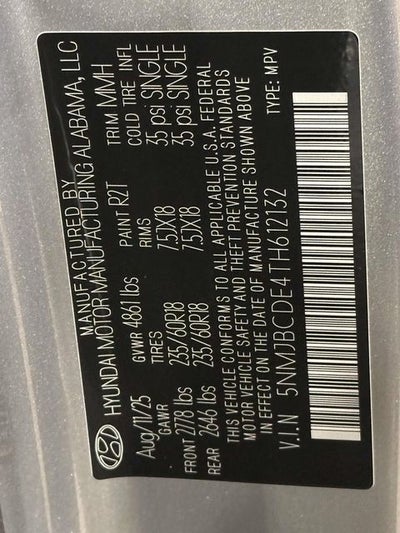 MANUFACTURED BY
HYUNDAI MOTOR MANUFACTURING ALABAMA, LLC
Aug/11/25 GVWR 4861 lbs PAINT R2T TRIM MMH
GAWR TIRES RIMS COLD TIRE INFL
FRONT 2778 lbs 235/60R18 7.5JX18 35 psi SINGLE
REAR 2646 lbs 235/60R18 7.5JX18 35 psi SINGLE
THIS VEHICLE CONFORMS TO ALL APPLICABLE U.S.A. FEDERAL
MOTOR VEHICLE SAFETY AND THEFT PREVENTION STANDARDS
IN EFFECT ON THE DATE OF MANUFACTURE SHOWN ABOVE
V.I.N 5NMJBCDE4TH612132 TYPE: MPV